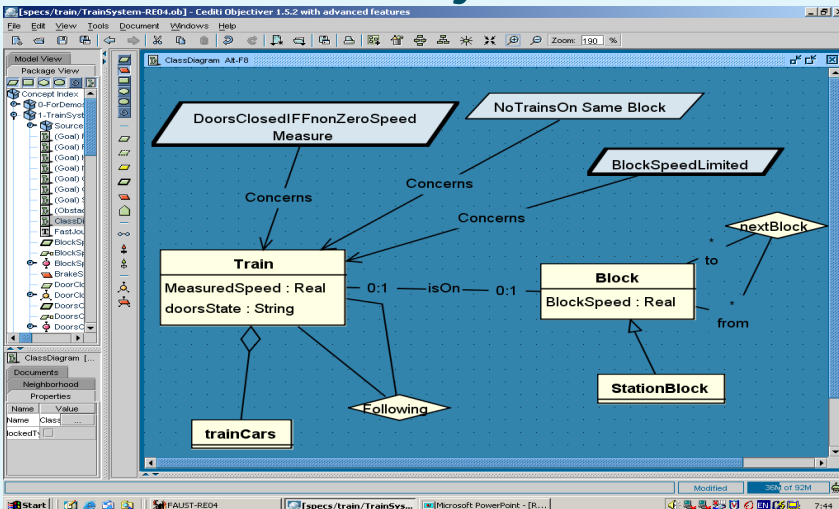 [specs/train/TrainSystem-RE04.ob] - Cediti Objectiver 1.5.2 with advanced features
File Edit View Tools Document Windows Help
Zoom: 190 %
Model View
Package View
Concept Index
0-ForDemo
1-TrainSyst
Source
(Goal) F
(Goal) F
(Goal)
(Goal)
(Goal)
(Goal) S
(Obstac
ClassDi
FastJou
BlockSp
BlockSp
BlockSp
BrakeS
DoorClo
DoorClo
DoorsC
DoorsC
DoorsC
ClassDiagram [...
Documents
Neighborhood
Properties
Name Value
Name Class ...
lockedT
ClassDiagram Alt-F8
DoorsClosedIFFnonZeroSpeed
Measure
NoTrainsOn Same Block
BlockSpeedLimited
Concerns
Concerns
Concerns
nextBlock
*
to
*
from
Train
MeasuredSpeed : Real
doorsState : String
0:1 isOn 0:1
Block
BlockSpeed : Real
Following
trainCars
StationBlock
Modified 36M of 92M
Start FAUST-RE04 [specs/train/TrainSys... Microsoft PowerPoint - [R... EN 7:44